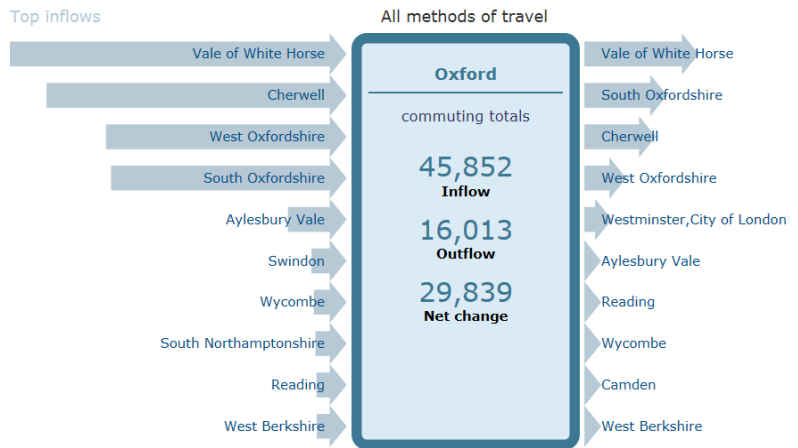 Top inflows
All methods of travel
Vale of White Horse
Cherwell
West Oxfordshire
South Oxfordshire
Aylesbury Vale
Swindon
Wycombe
South Northamptonshire
Reading
West Berkshire
Oxford
commuting totals
45,852
Inflow
16,013
Outflow
29,839
Net change
Vale of White Horse
South Oxfordshire
Cherwell
West Oxfordshire
Westminster,City of London
Aylesbury Vale
Reading
Wycombe
Camden
West Berkshire